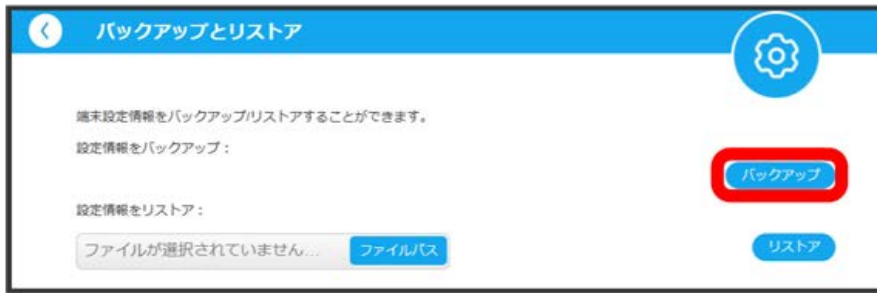 バックアップとリストア
端末設定情報をバックアップ/リストアすることができます。
設定情報をバックアップ：
バックアップ
設定情報をリストア：
ファイルが選択されていません... ファイルパス
リストア